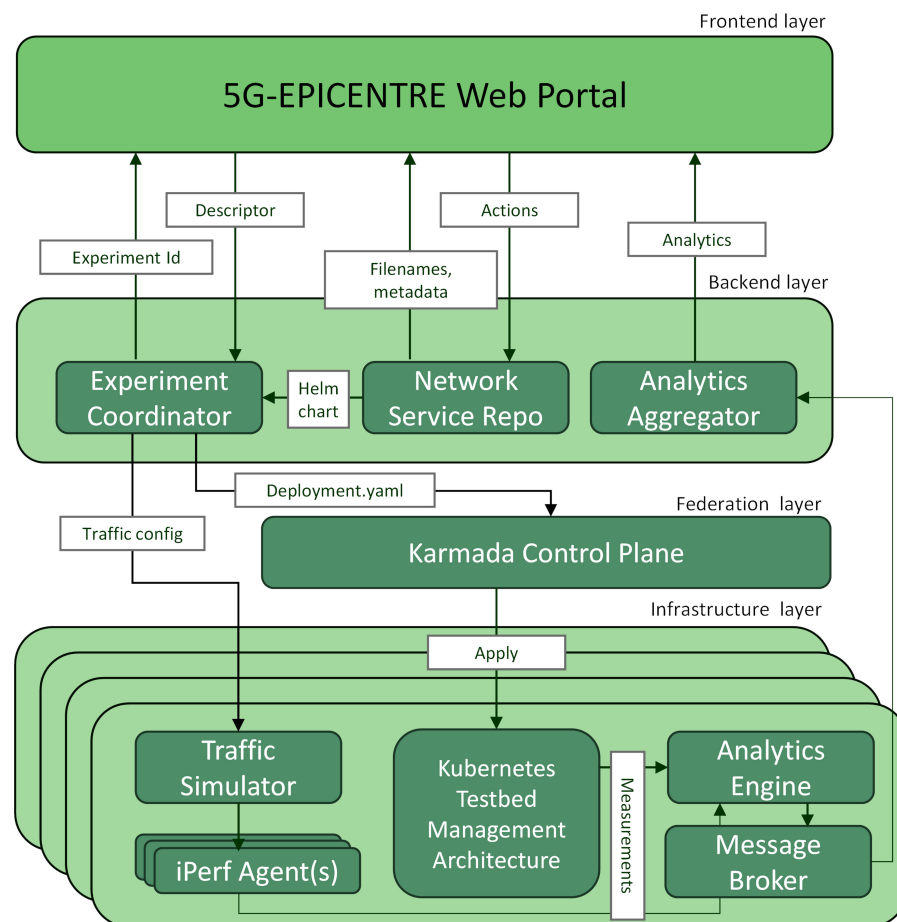 Frontend layer
5G-EPICENTRE Web Portal
Descriptor
Actions
Experiment Id
Filenames,
metadata
Analytics
Backend layer
Experiment
Coordinator
Helm
chart
Network
Service Repo
Analytics
Aggregator
Deployment.yaml
Traffic config
Federation layer
Karmada Control Plane
Infrastructure layer
Apply
Traffic
Simulator
Kubernetes
Testbed
Management
Architecture
Measurements
Analytics
Engine
Message
Broker
iPerf Agent(s)